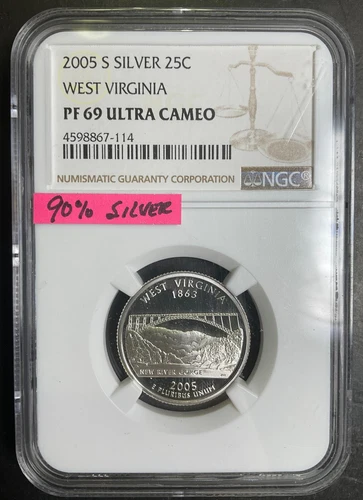 2005 S SILVER 25C
WEST VIRGINIA
PF 69 ULTRA CAMEO
4598867-114
NUMISMATIC GUARANTY CORPORATION
NGC
90% SILVER
WEST VIRGINIA
1863
NEW RIVER GORGE
2005
E PLURIBUS UNUM